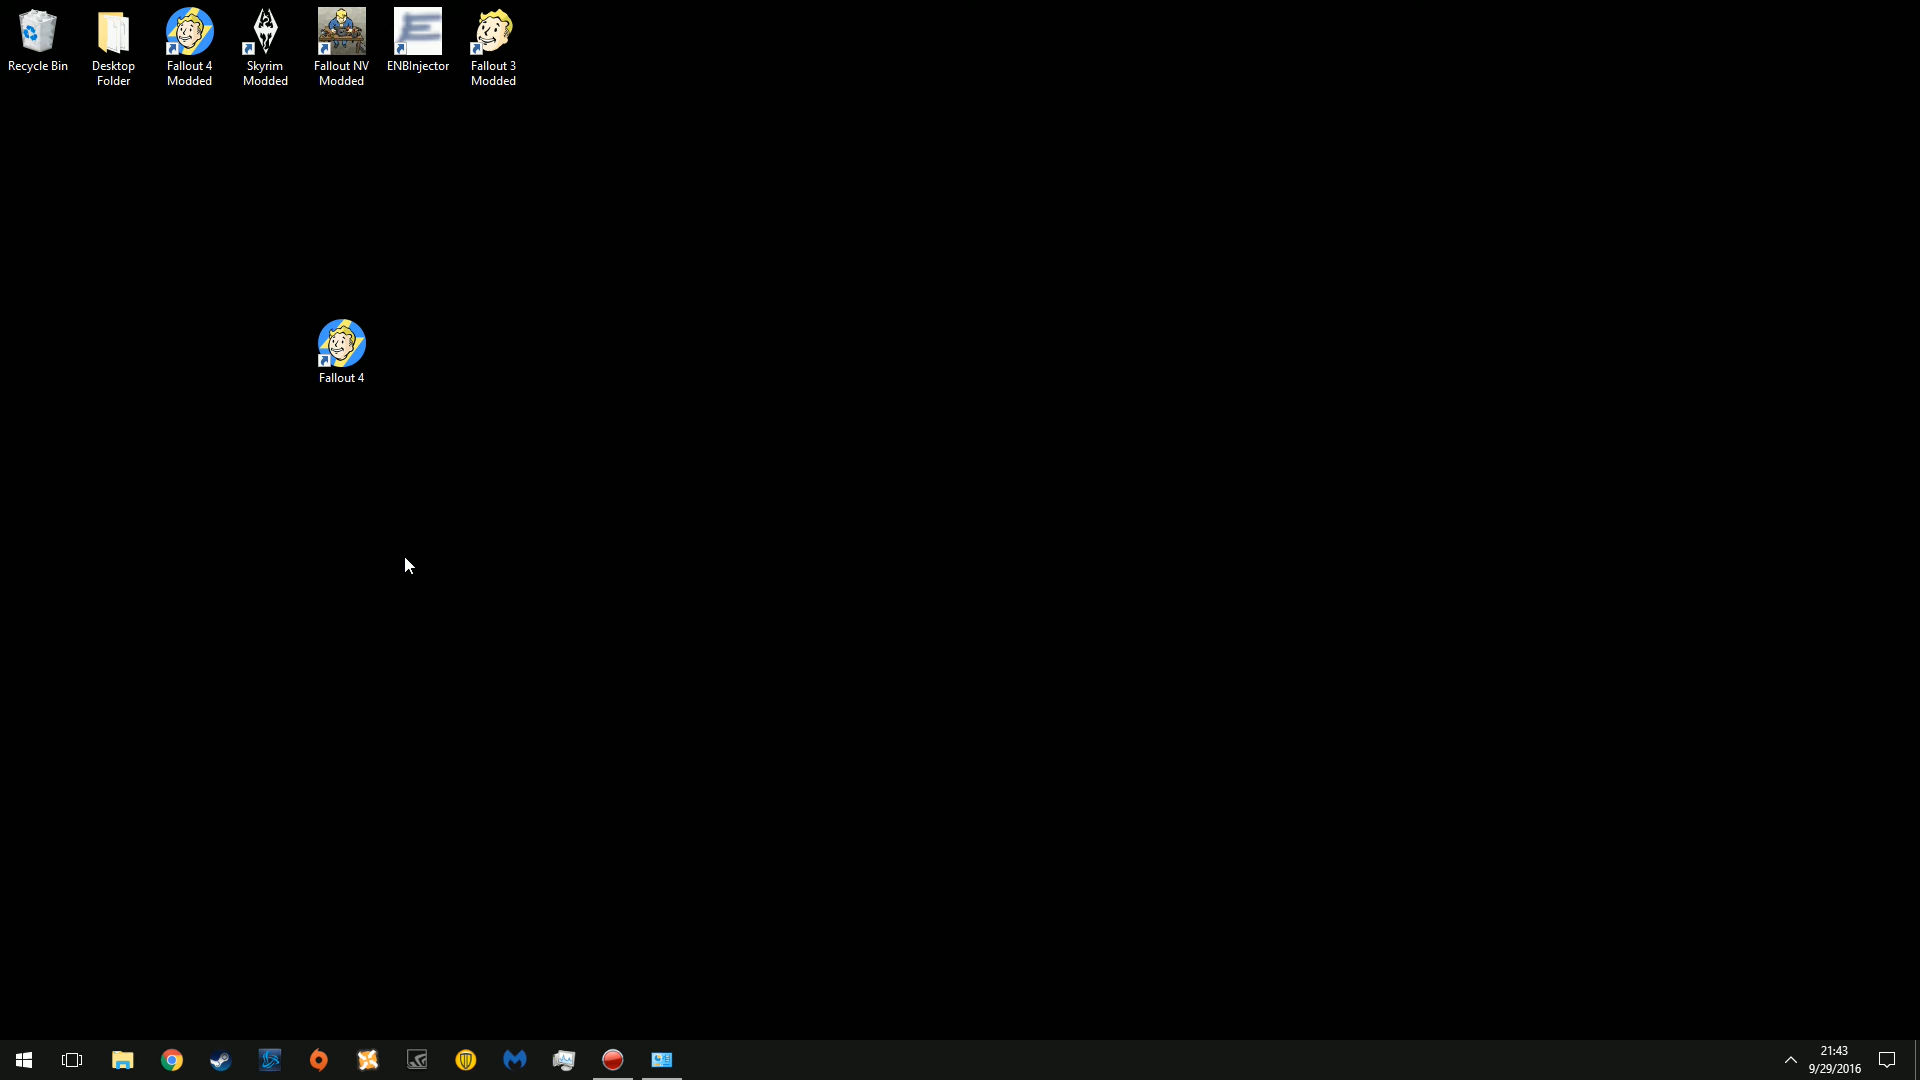 Recycle Bin
Desktop
Folder
Fallout 4
Modded
Skyrim
Modded
Fallout NV
Modded
ENBInjector
Fallout 3
Modded
Fallout 4
21:43
9/29/2016